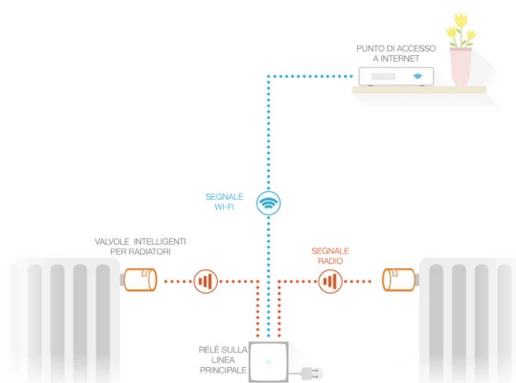 PUNTO DI ACCESSO
A INTERNET
SEGNALE
WI-FI
VALVOLE INTELLIGENTI
PER RADIATORI
SEGNALE
RADIO
RELÈ SULLA
LINEA
PRINCIPALE